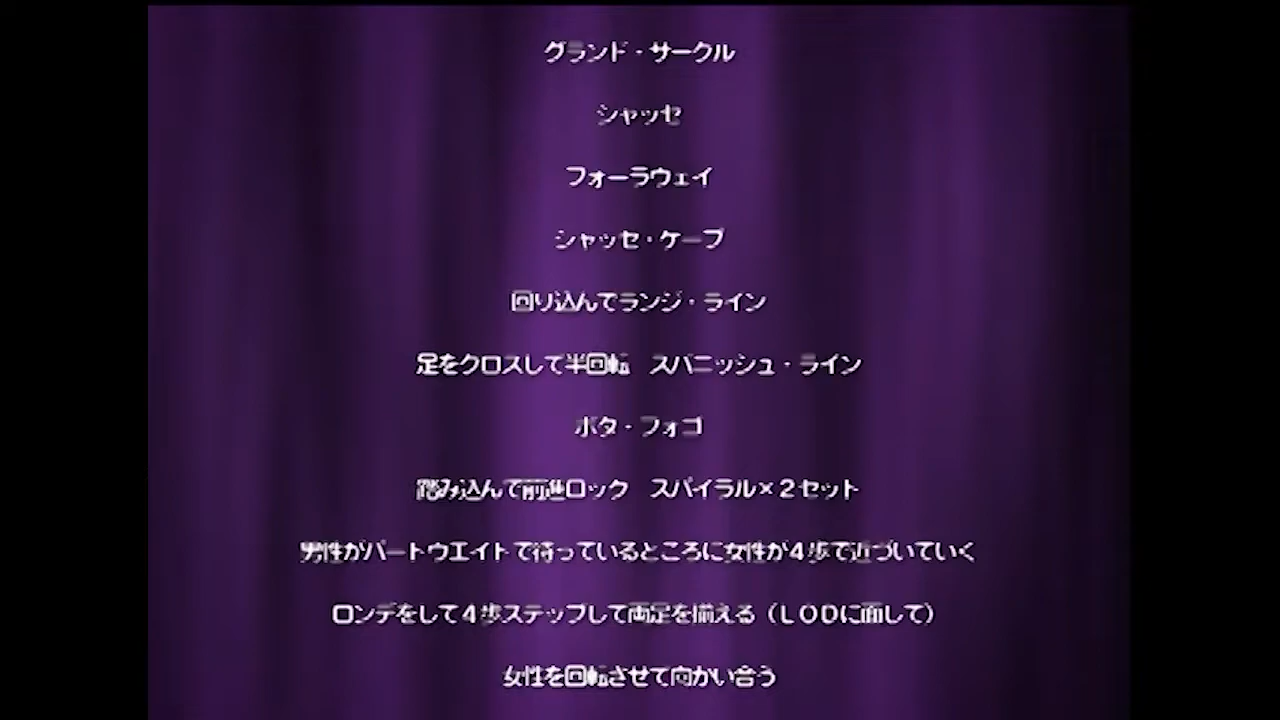 グランド・サークル
シャッセ
フォーラウェイ
シャッセ・ケープ
回り込んでランジ・ライン
足をクロスして半回転　スパニッシュ・ライン
ボタ・フォゴ
踏み込んで前進ロック　スパイラル×２セット
男性がパートウエイトで待っているところに女性が４歩で近づいていく
ロンデをして４歩ステップして両足を揃える（ＬＯＤに面して）
女性を回転させて向かい合う